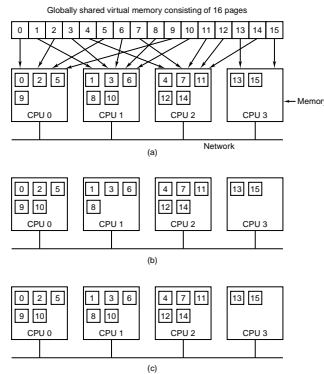 Globally shared virtual memory consisting of 16 pages
0 1 2 3 4 5 6 7 8 9 10 11 12 13 14 15
0 2 5 1 3 6 4 7 11 13 15
9 8 10 12 14
CPU 0 CPU 1 CPU 2 CPU 3
Memory
Network
(a)
0 2 5 1 3 6 4 7 11 13 15
9 10 8 12 14
CPU 0 CPU 1 CPU 2 CPU 3
(b)
0 2 5 1 3 6 4 7 11 13 15
9 10 8 10 12 14
CPU 0 CPU 1 CPU 2 CPU 3
(c)